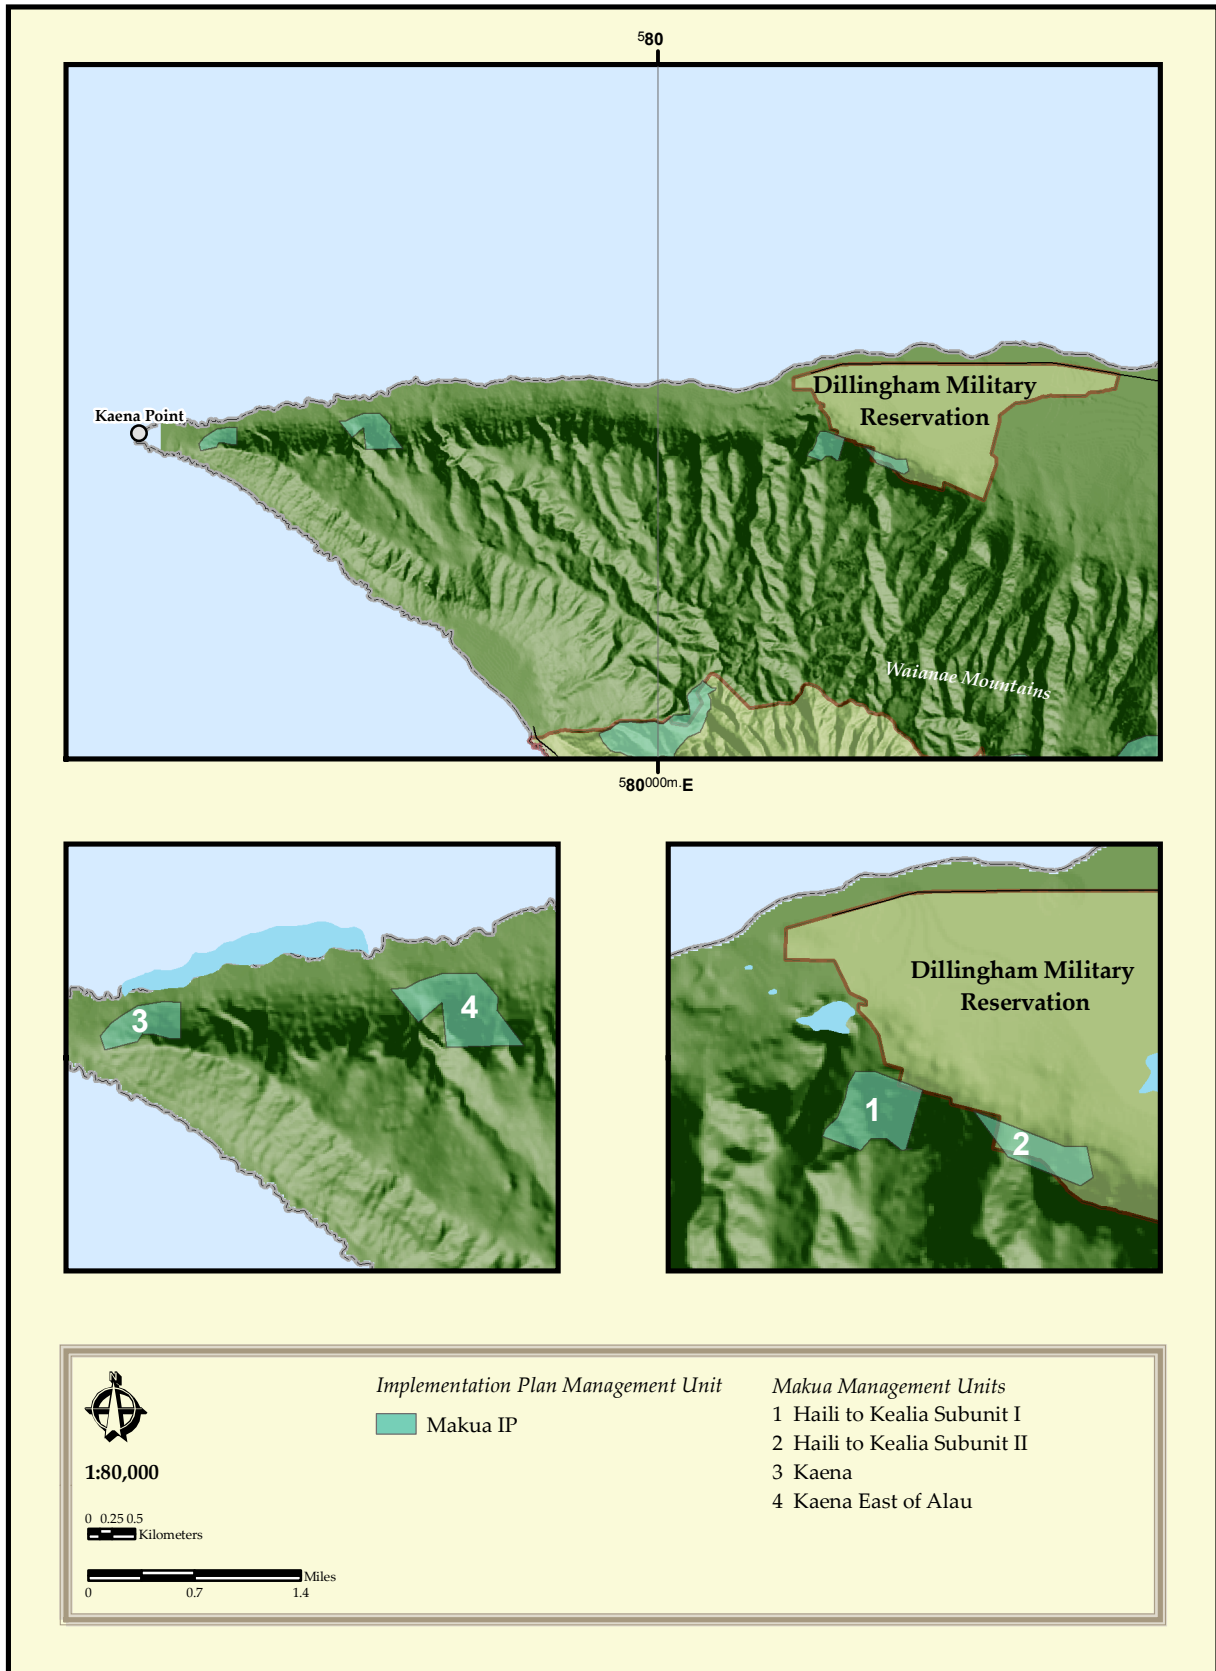 580
Kaena Point
Dillingham Military
Reservation
Waianae Mountains
580000m.E
3
4
Dillingham Military
Reservation
1
2
N
1:80,000
0 0.25 0.5
Kilometers
Miles
0 0.7 1.4
Implementation Plan Management Unit
Makua IP
Makua Management Units
1 Haili to Kealia Subunit I
2 Haili to Kealia Subunit II
3 Kaena
4 Kaena East of Alau